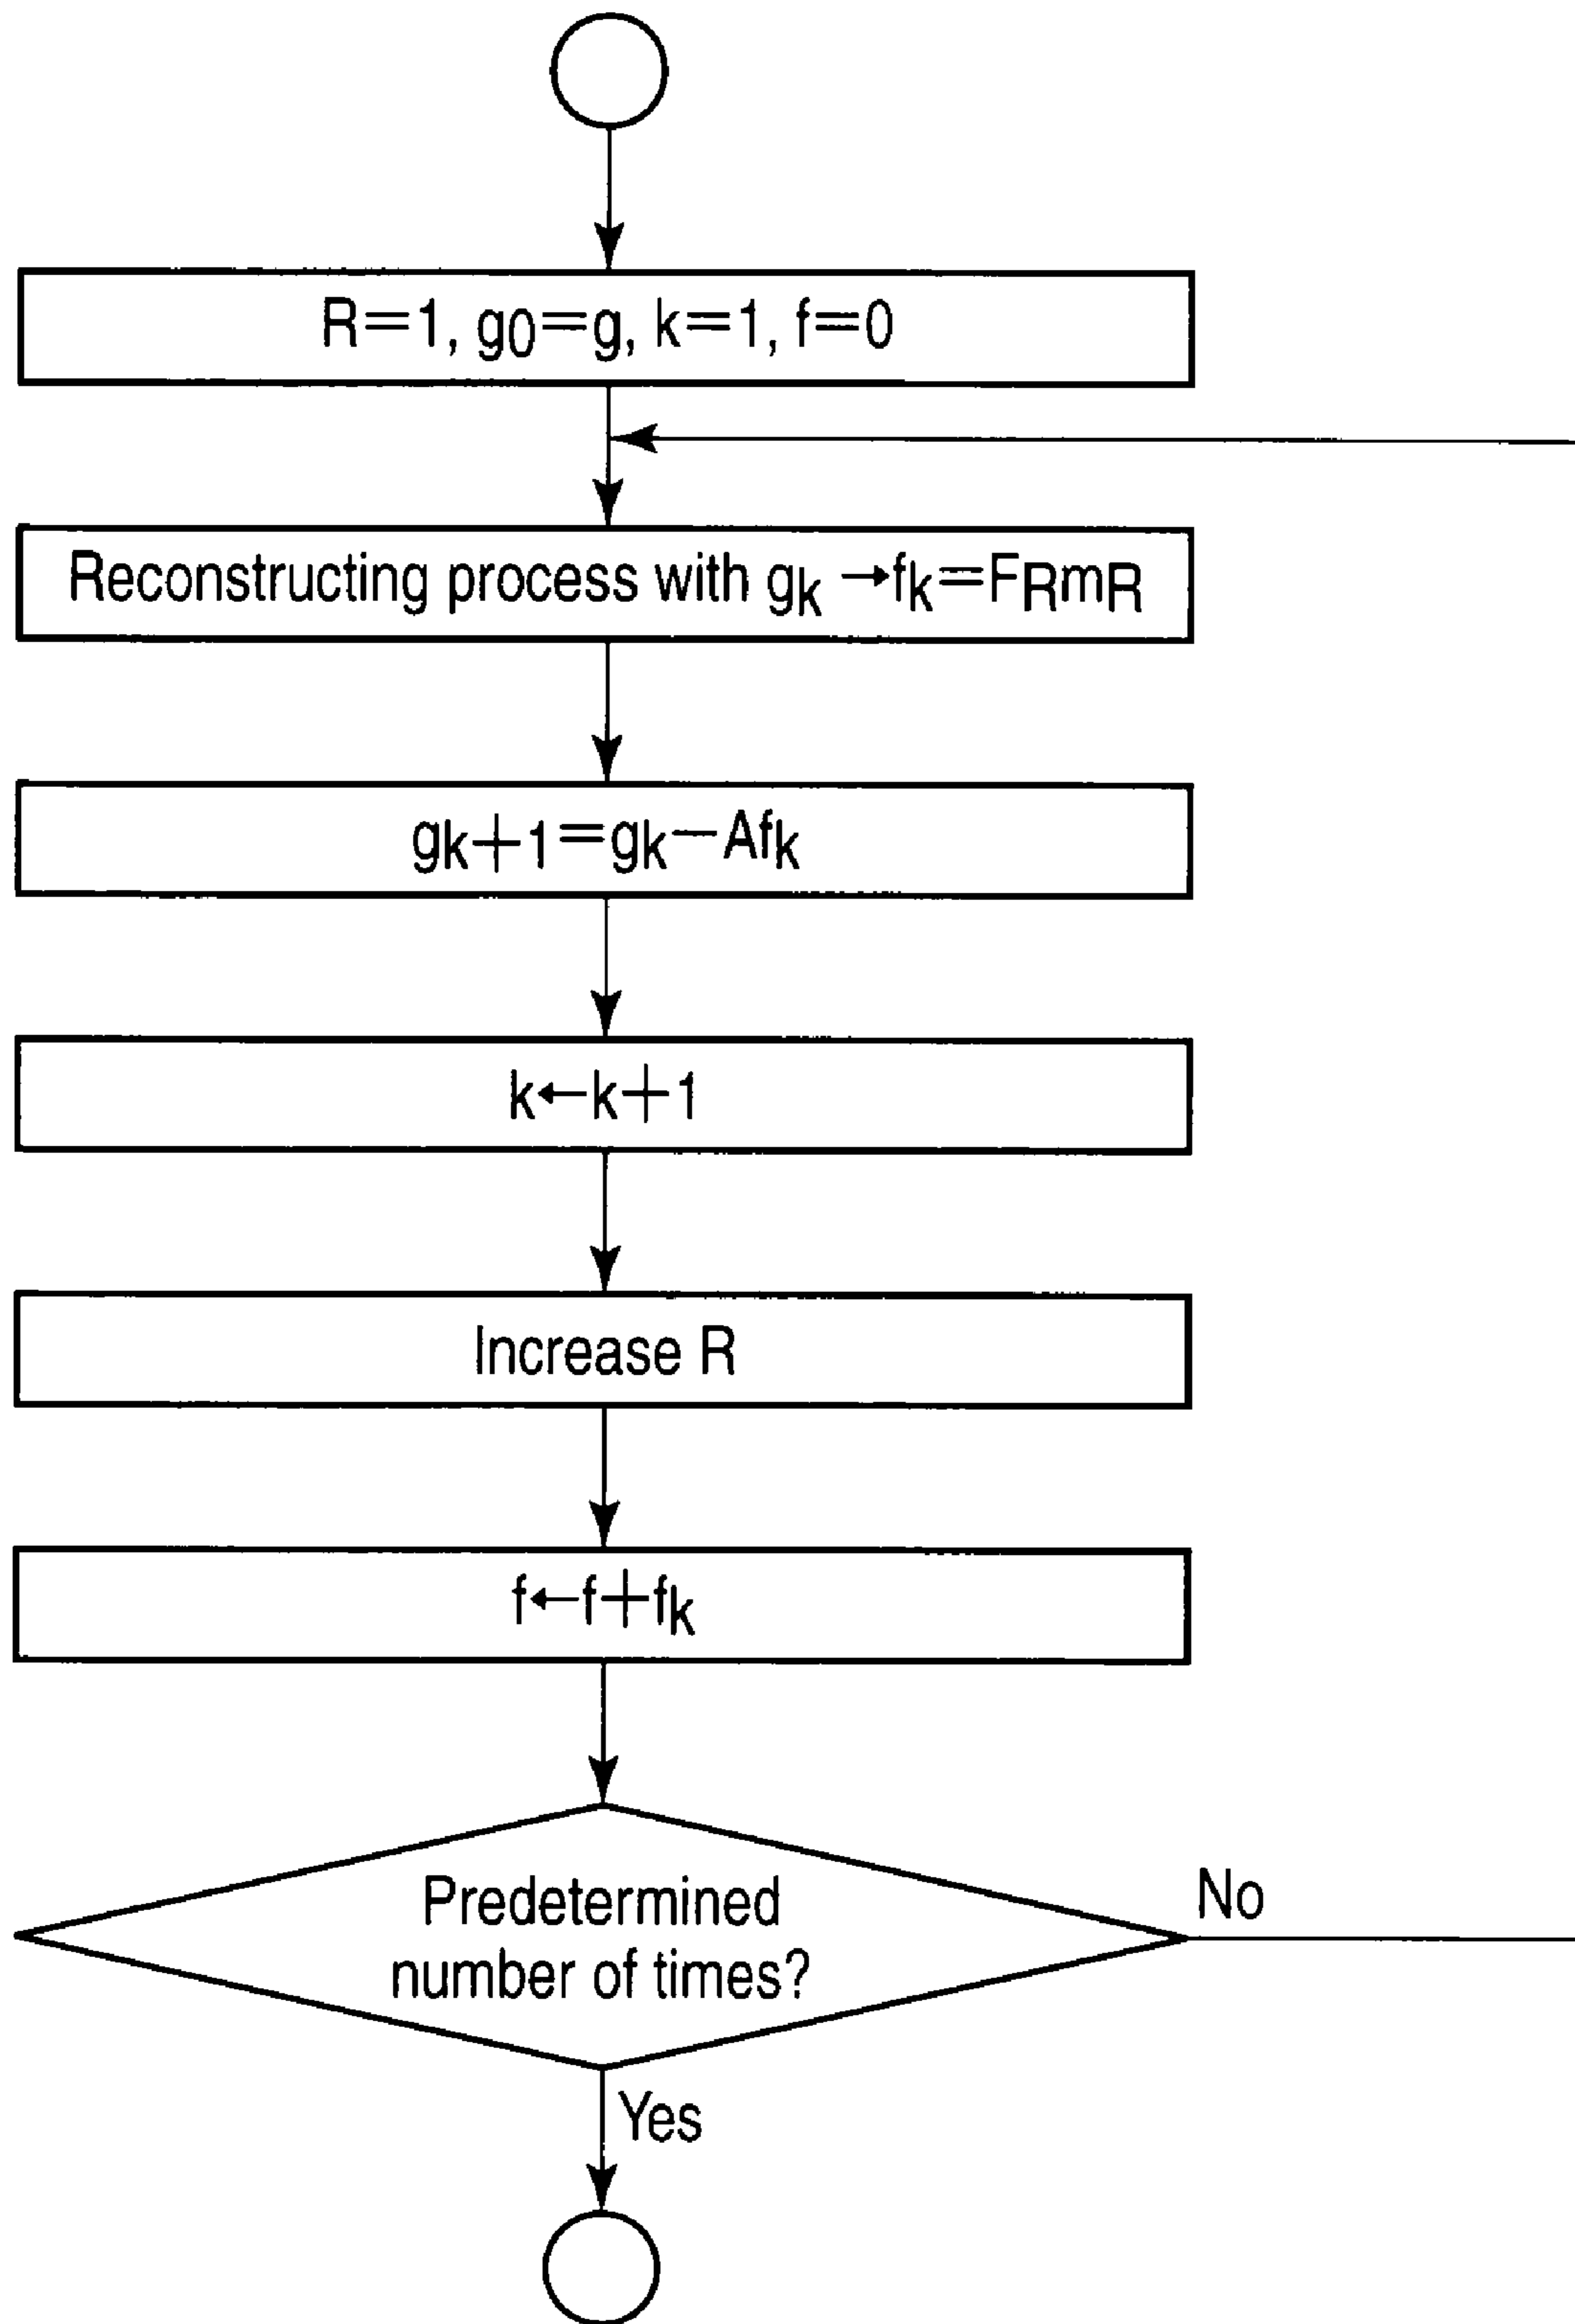 R=1, g0=g, k=1, f=0
Reconstructing process with gk →fk=FRmR
gk+1=gk−Afk
k←k+1
Increase R
f←f+fk
Predetermined
number of times?
No
Yes